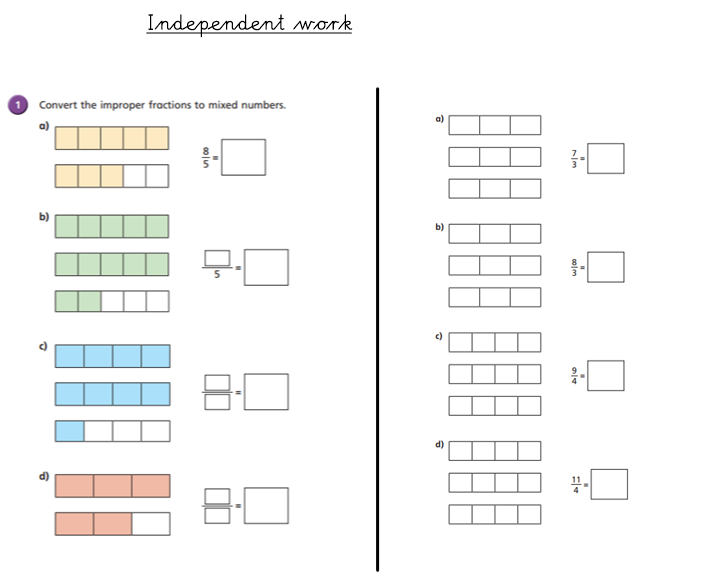 Independent work
1 Convert the improper fractions to mixed numbers.
a)
8/5 =
b)
/5 =
c)
=
d)
=
a)
7/3 =
b)
8/3 =
c)
9/4 =
d)
11/4 =